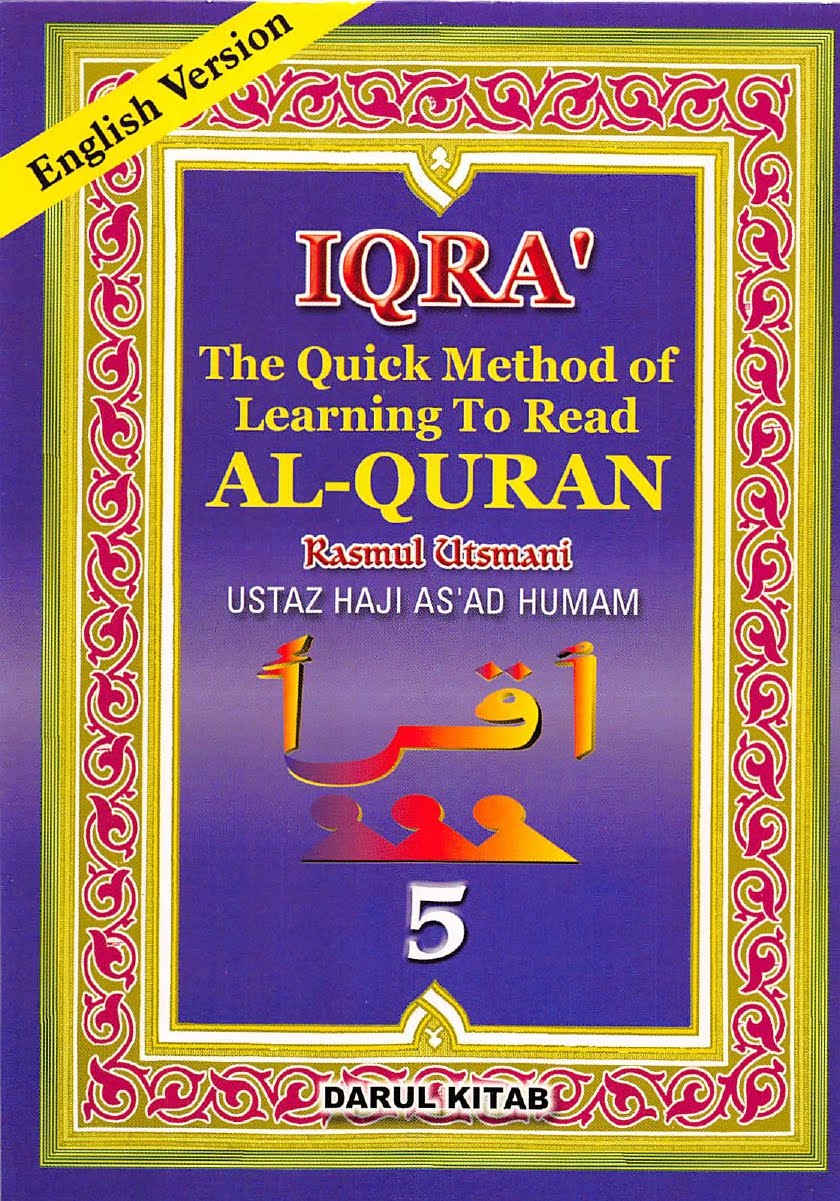 English Version
IQRA'
The Quick Method of
Learning To Read
AL-QURAN
Rasmul Utsmani
USTAZ HAJI AS'AD HUMAM
أقرأ
5
DARUL KITAB